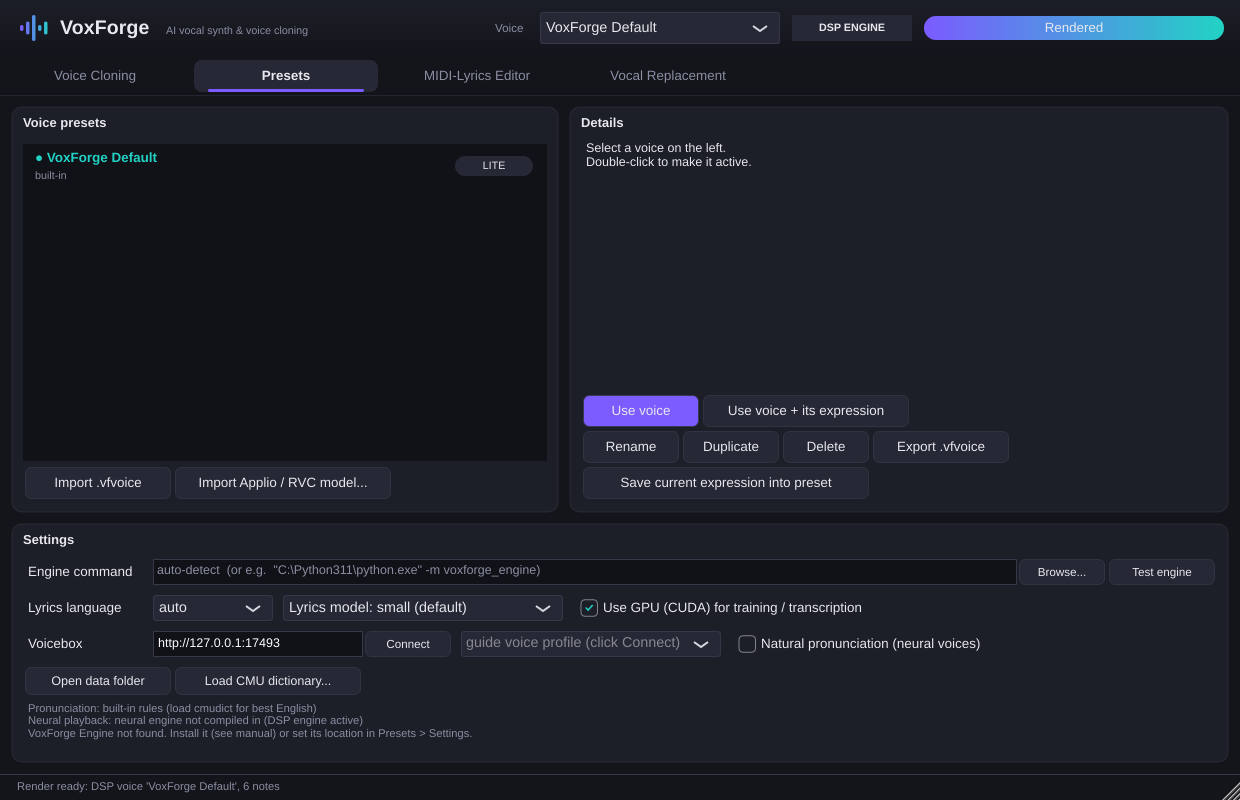 VoxForge
AI vocal synth & voice cloning
Voice
VoxForge Default
DSP ENGINE
Rendered
Voice Cloning
Presets
MIDI-Lyrics Editor
Vocal Replacement
Voice presets
● VoxForge Default
built-in
LITE
Import .vfvoice
Import Applio / RVC model...
Details
Select a voice on the left.
Double-click to make it active.
Use voice
Use voice + its expression
Rename
Duplicate
Delete
Export .vfvoice
Save current expression into preset
Settings
Engine command
auto-detect  (or e.g.  "C:\Python311\python.exe" -m voxforge_engine)
Browse...
Test engine
Lyrics language
auto
Lyrics model: small (default)
Use GPU (CUDA) for training / transcription
Voicebox
http://127.0.0.1:17493
Connect
guide voice profile (click Connect)
Natural pronunciation (neural voices)
Open data folder
Load CMU dictionary...
Pronunciation: built-in rules (load cmudict for best English)
Neural playback: neural engine not compiled in (DSP engine active)
VoxForge Engine not found. Install it (see manual) or set its location in Presets > Settings.
Render ready: DSP voice 'VoxForge Default', 6 notes